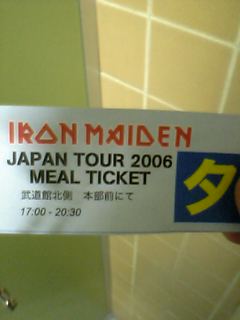 IRON MAIDEN
JAPAN TOUR 2006
MEAL TICKET
武道館北側　本部前にて
17:00 - 20:30
夕